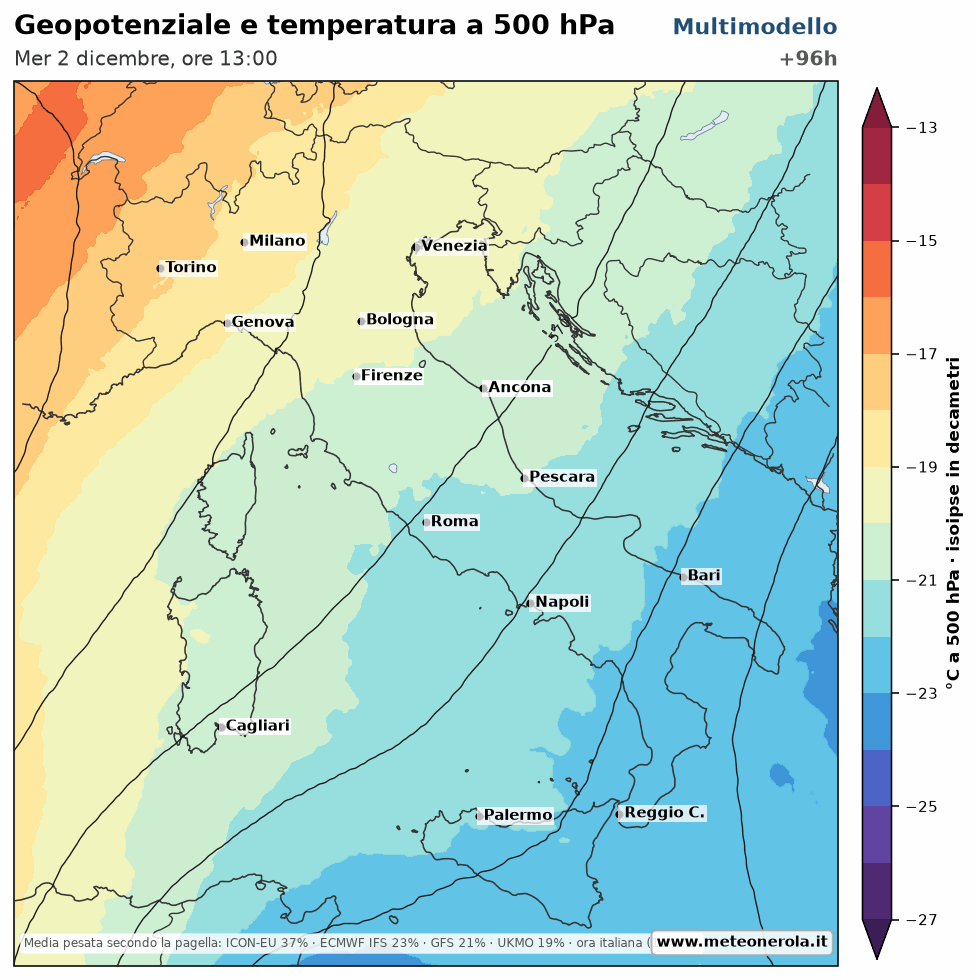 Geopotenziale e temperatura a 500 hPa
Multimodello
Mer 2 dicembre, ore 13:00
+96h
Milano
Venezia
Torino
Genova
Bologna
Firenze
Ancona
Pescara
Roma
Bari
Napoli
Cagliari
Palermo
Reggio C.
−13
−15
−17
−19
−21
−23
−25
−27
°C a 500 hPa · isoipse in decametri
Media pesata secondo la pagella: ICON-EU 37% · ECMWF IFS 23% · GFS 21% · UKMO 19% · ora italiana (
www.meteonerola.it